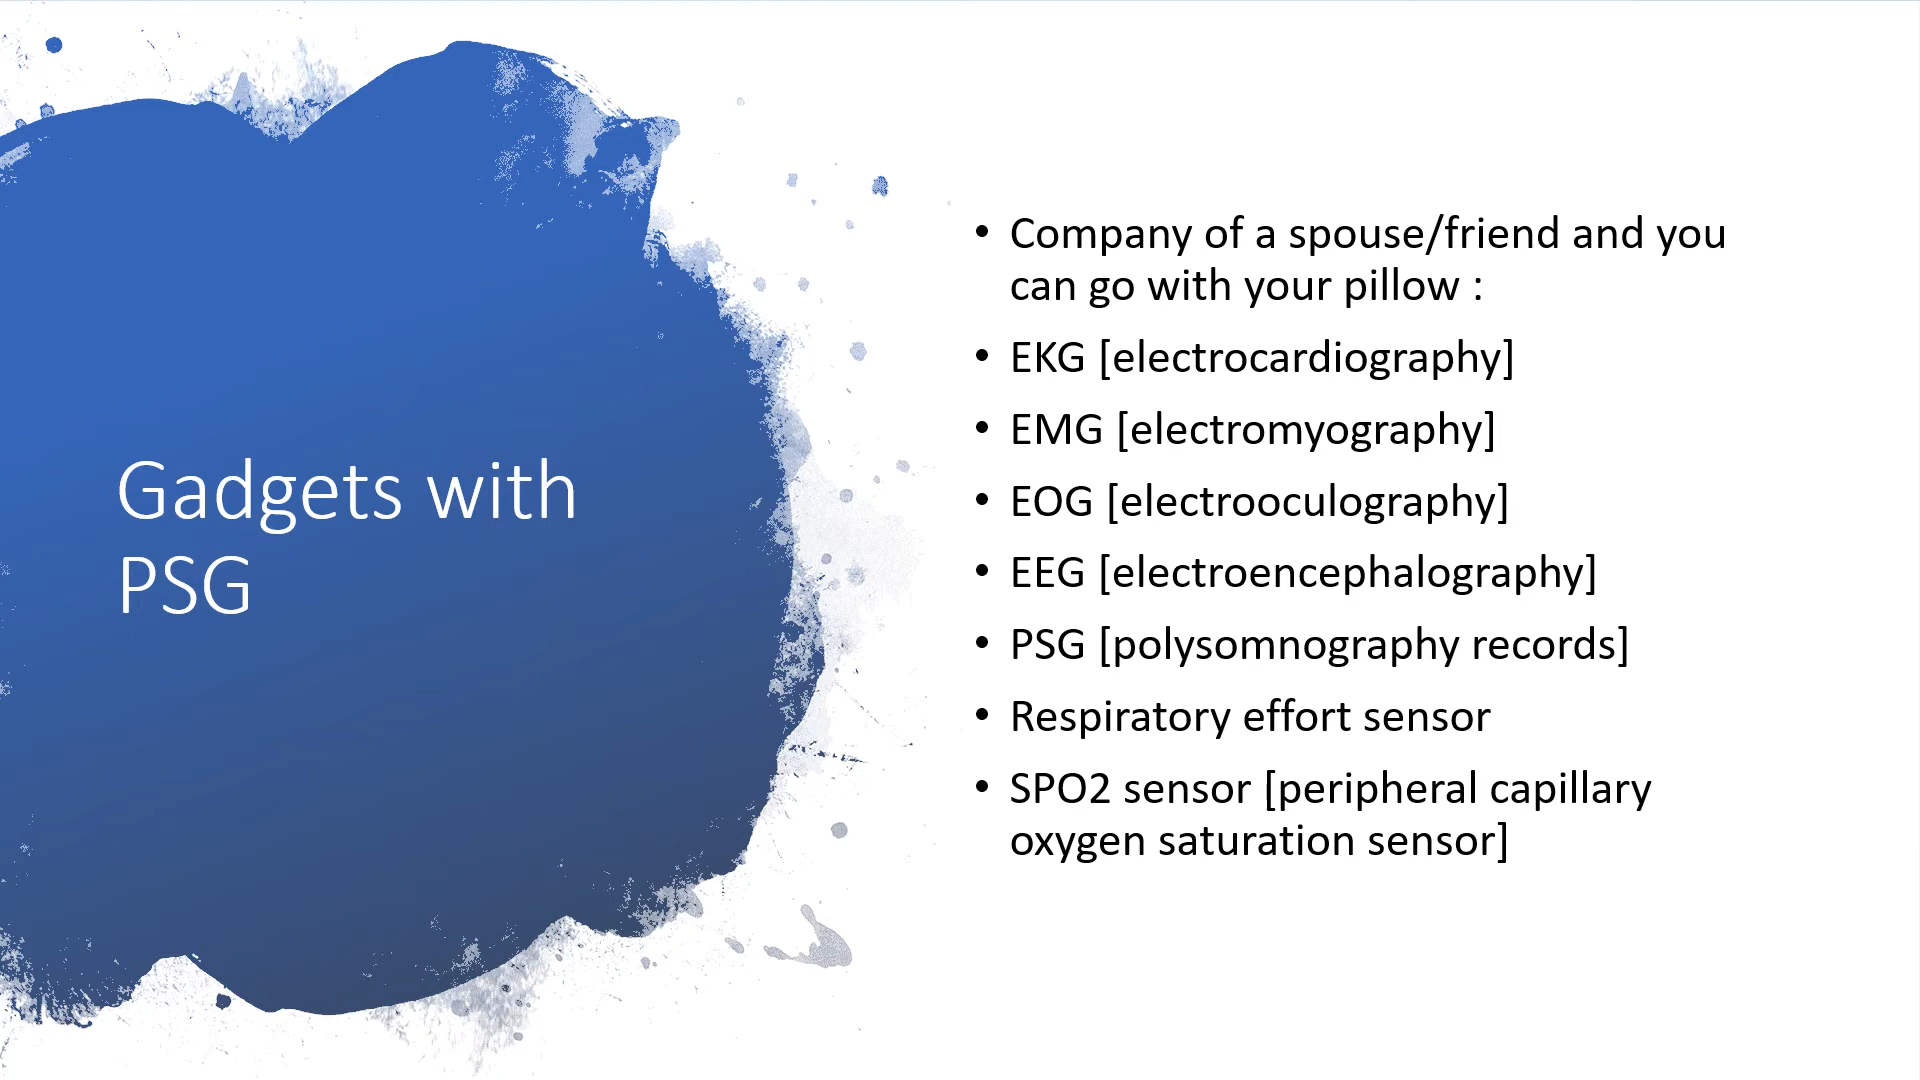 Gadgets with
PSG
• Company of a spouse/friend and you
can go with your pillow :
• EKG [electrocardiography]
• EMG [electromyography]
• EOG [electrooculography]
• EEG [electroencephalography]
• PSG [polysomnography records]
• Respiratory effort sensor
• SPO2 sensor [peripheral capillary
oxygen saturation sensor]